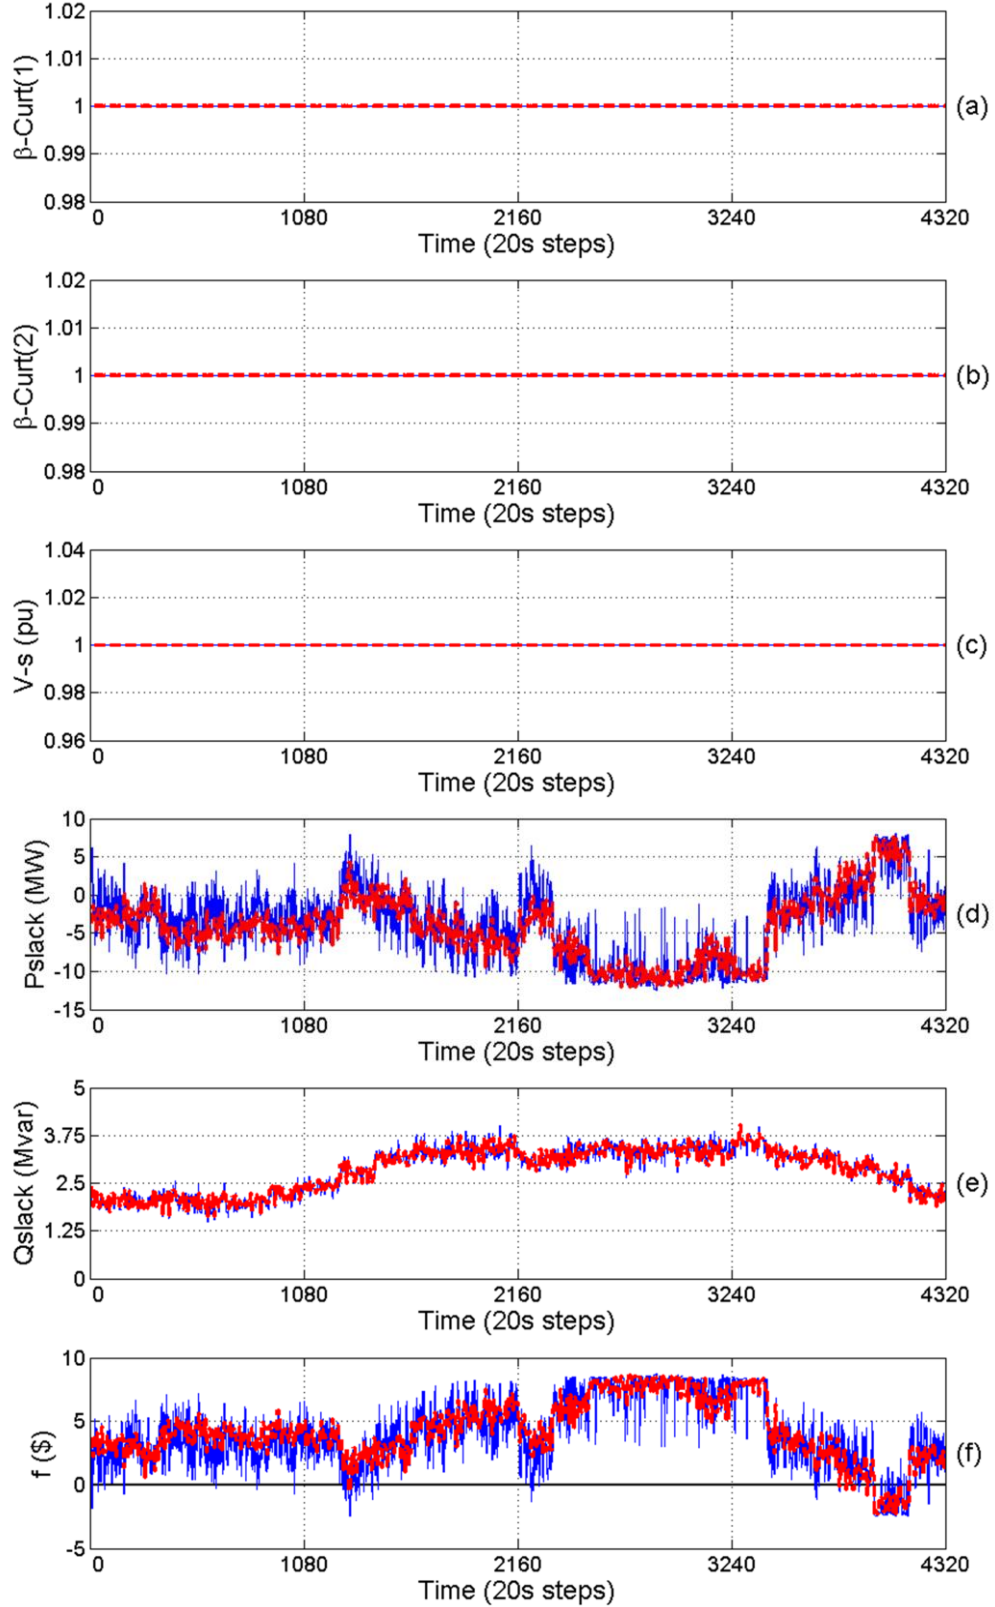 1.02
1.01
1
0.99
0.98
β-Curt(1)
(a)
0 1080 2160 3240 4320
Time (20s steps)
1.02
1.01
1
0.99
0.98
β-Curt(2)
(b)
0 1080 2160 3240 4320
Time (20s steps)
1.04
1.02
1
0.98
0.96
V-s (pu)
(c)
0 1080 2160 3240 4320
Time (20s steps)
10
5
0
-5
-10
-15
Pslack (MW)
(d)
0 1080 2160 3240 4320
Time (20s steps)
5
3.75
2.5
1.25
0
Qslack (Mvar)
(e)
0 1080 2160 3240 4320
Time (20s steps)
10
5
0
-5
f ($)
(f)
0 1080 2160 3240 4320
Time (20s steps)